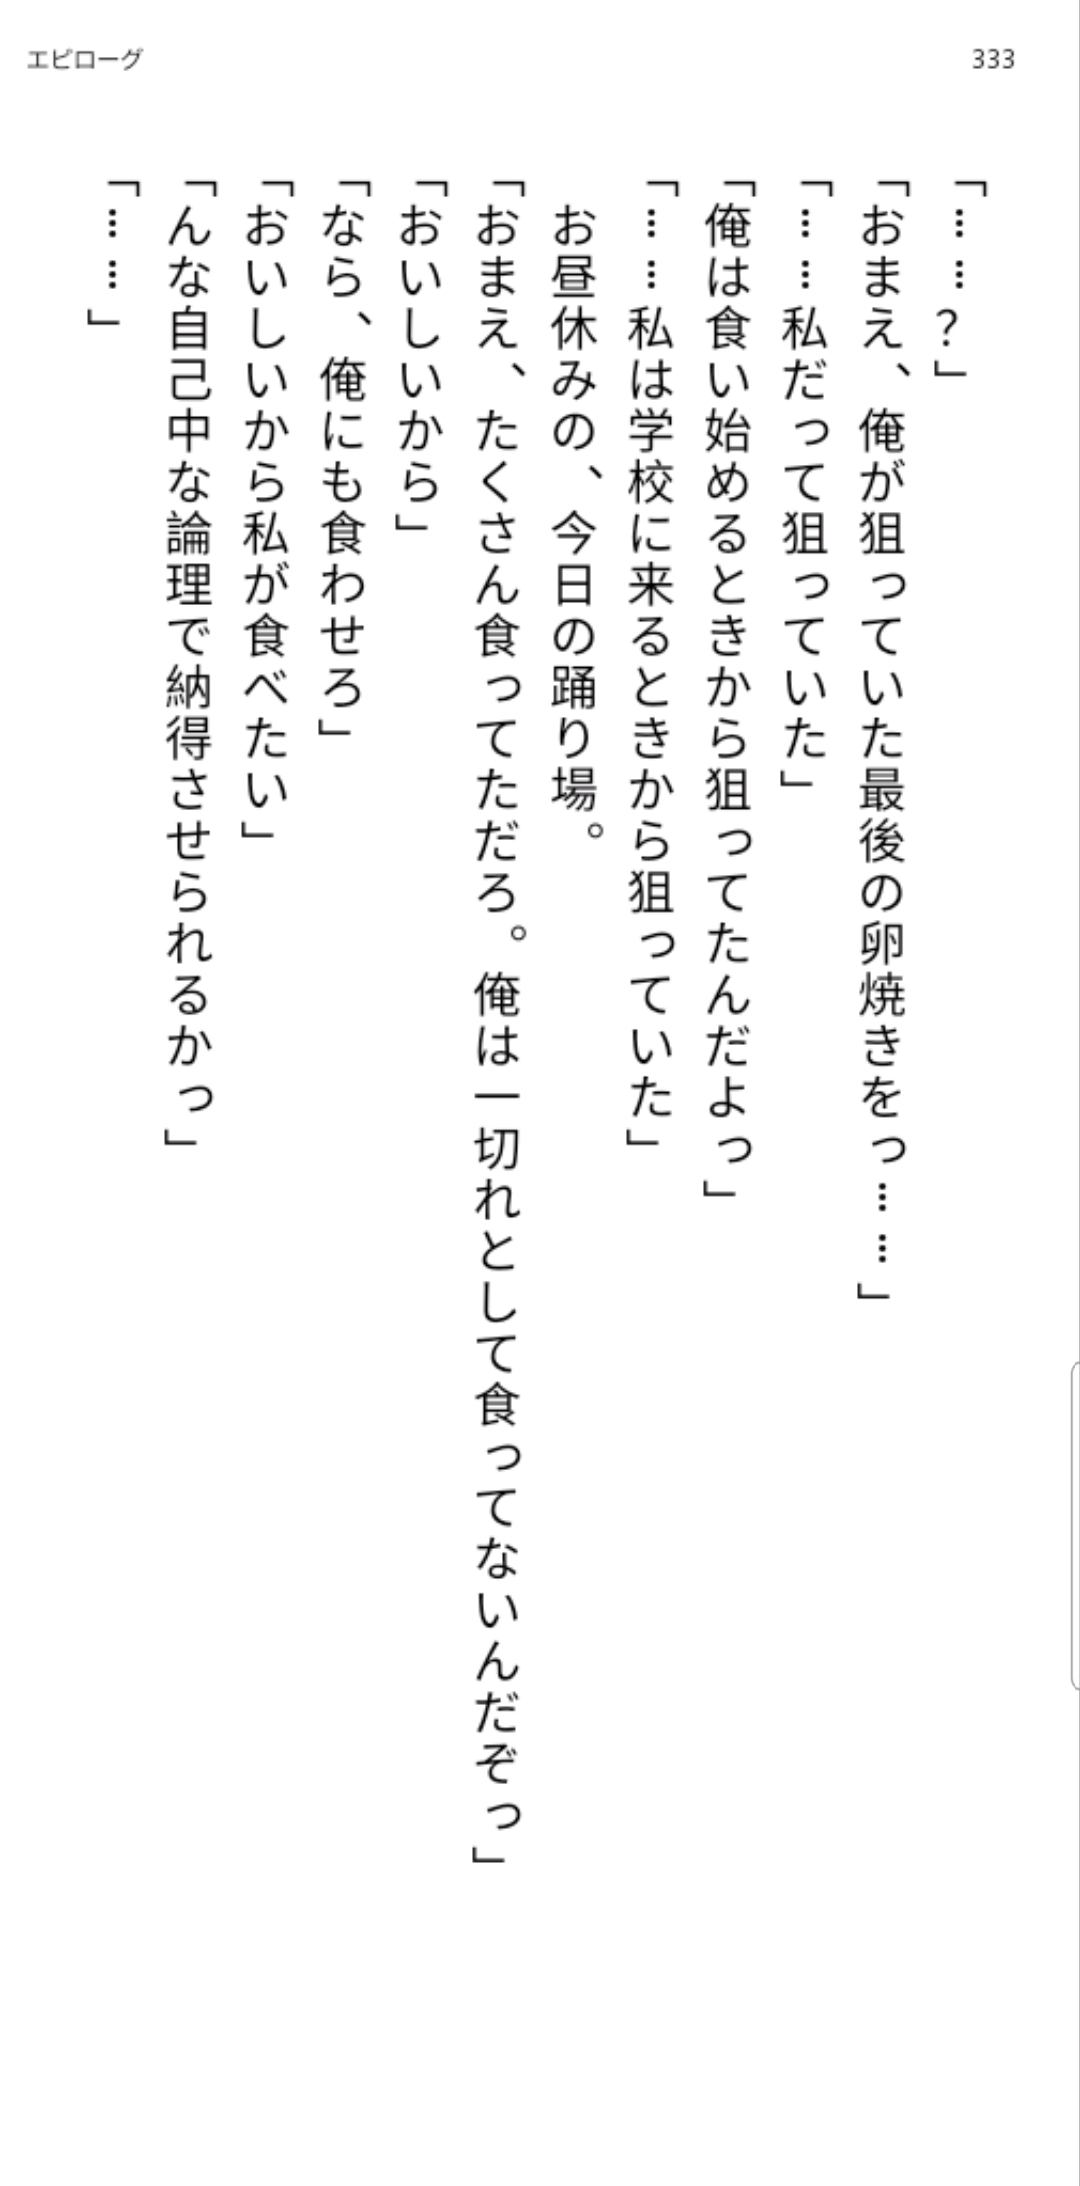 エピローグ
333
「……？」
「おまえ、俺が狙っていた最後の卵焼きをっ……」
「……私だって狙っていた」
「俺は食い始めるときから狙ってたんだよっ」
「……私は学校に来るときから狙っていた」
お昼休みの、今日の踊り場。
「おまえ、たくさん食ってただろ。俺は一切れとして食ってないんだぞっ」
「おいしいから」
「なら、俺にも食わせろ」
「おいしいから私が食べたい」
「んな自己中な論理で納得させられるかっ」
「……」